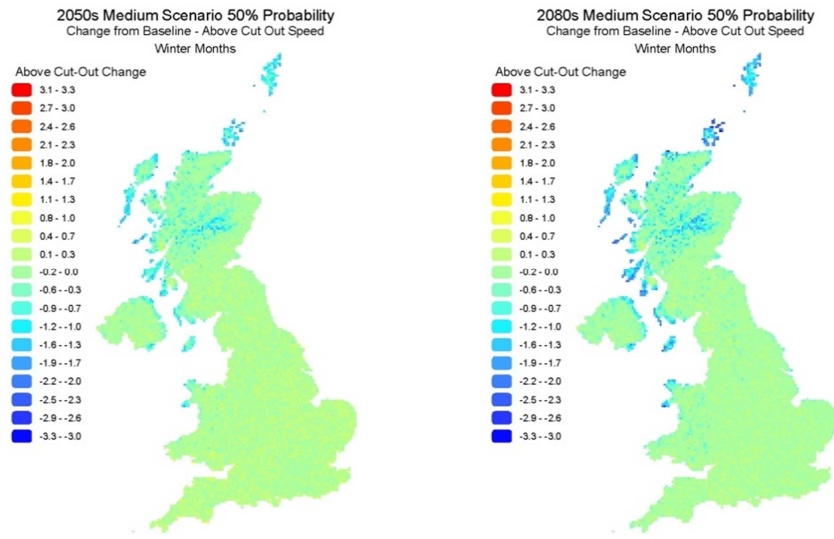 2050s Medium Scenario 50% Probability
Change from Baseline - Above Cut Out Speed
Winter Months
Above Cut-Out Change
3.1 - 3.3
2.7 - 3.0
2.4 - 2.6
2.1 - 2.3
1.8 - 2.0
1.4 - 1.7
1.1 - 1.3
0.8 - 1.0
0.4 - 0.7
0.1 - 0.3
-0.2 - 0.0
-0.6 - -0.3
-0.9 - -0.7
-1.2 - -1.0
-1.6 - -1.3
-1.9 - -1.7
-2.2 - -2.0
-2.5 - -2.3
-2.9 - -2.6
-3.3 - -3.0
2080s Medium Scenario 50% Probability
Change from Baseline - Above Cut Out Speed
Winter Months
Above Cut-Out Change
3.1 - 3.3
2.7 - 3.0
2.4 - 2.6
2.1 - 2.3
1.8 - 2.0
1.4 - 1.7
1.1 - 1.3
0.8 - 1.0
0.4 - 0.7
0.1 - 0.3
-0.2 - 0.0
-0.6 - -0.3
-0.9 - -0.7
-1.2 - -1.0
-1.6 - -1.3
-1.9 - -1.7
-2.2 - -2.0
-2.5 - -2.3
-2.9 - -2.6
-3.3 - -3.0